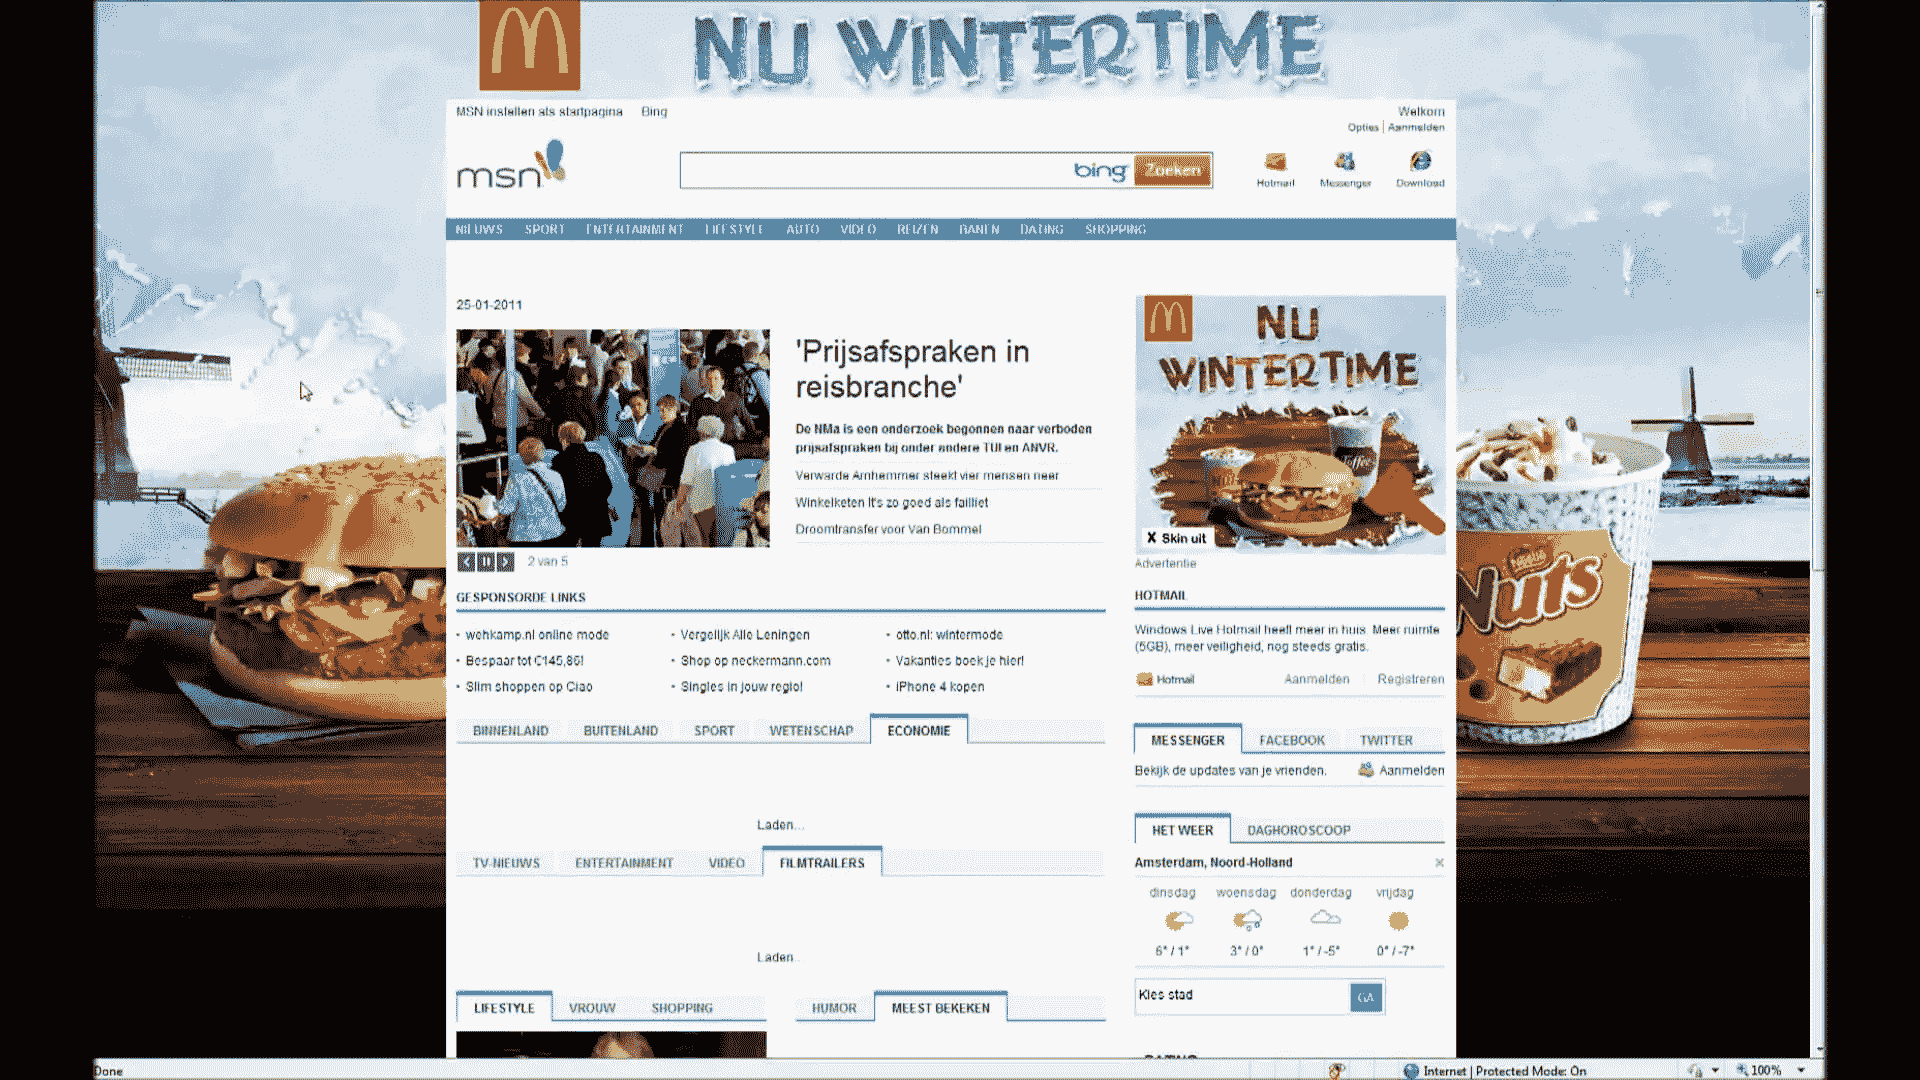 NU WINTERTIME
MSN instellen als startpagina Bing
Welkom
Opties Aanmelden
msn
bing Zoeken
Hotmail Messenger Download
NIEUWS SPORT ENTERTAINMENT LIFESTYLE AUTO VIDEO REIZEN BANEN DATING SHOPPING
25-01-2011
'Prijsafspraken in
reisbranche'
De NMa is een onderzoek begonnen naar verboden
prijsafspraken bij onder andere TUI en ANVR.
Verwarde Arnhemmer steekt vier mensen neer
Winkelketen It's zo goed als failliet
Droomtransfer voor Van Bommel
2 van 5
NU
WINTERTIME
X Skin uit
Advertentie
Nestlé
Nuts
GESPONSORDE LINKS
• wehkamp.nl online mode
• Vergelijk Alle Leningen
• otto.nl: wintermode
• Bespaar tot €145,86!
• Shop op neckermann.com
• Vakanties boek je hier!
• Slim shoppen op Ciao
• Singles in jouw regio!
• iPhone 4 kopen
HOTMAIL
Windows Live Hotmail heeft meer in huis. Meer ruimte
(5GB), meer veiligheid, nog steeds gratis.
Hotmail Aanmelden Registreren
BINNENLAND BUITENLAND SPORT WETENSCHAP ECONOMIE
Laden...
MESSENGER FACEBOOK TWITTER
Bekijk de updates van je vrienden. Aanmelden
TV-NIEUWS ENTERTAINMENT VIDEO FILMTRAILERS
Laden...
HET WEER DAGHOROSCOOP
Amsterdam, Noord-Holland
dinsdag woensdag donderdag vrijdag
6° / 1° 3° / 0° 1° / -5° 0° / -7°
Kies stad GA
LIFESTYLE VROUW SHOPPING
HUMOR MEEST BEKEKEN
Done
Internet | Protected Mode: On
100%